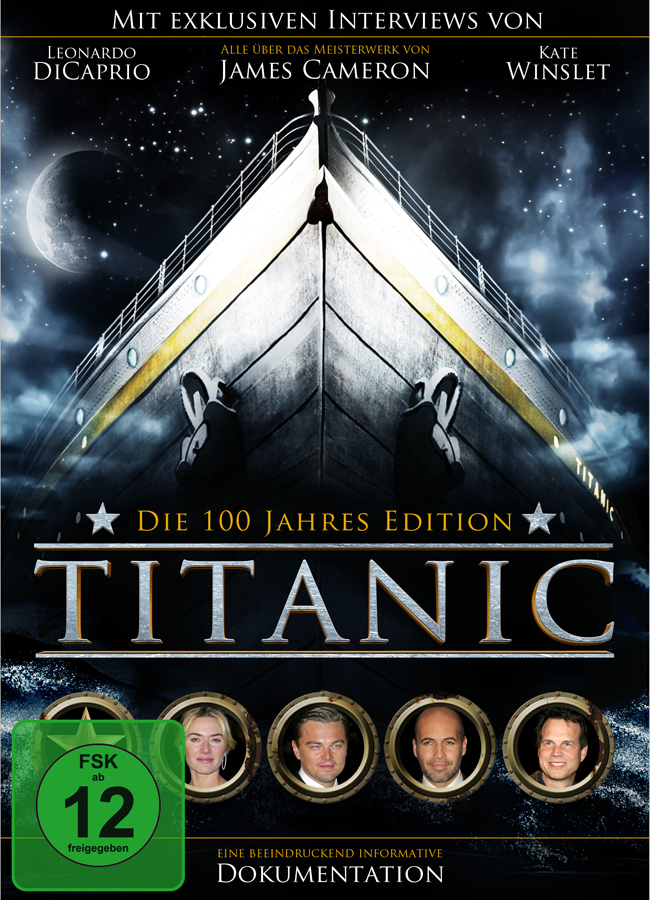 Mit exklusiven Interviews von
Leonardo
DiCaprio
Alle über das Meisterwerk von
James Cameron
Kate
Winslet
TITANIC
Die 100 Jahres Edition
TITANIC
FSK
ab
12
freigegeben
eine beeindruckend informative
Dokumentation